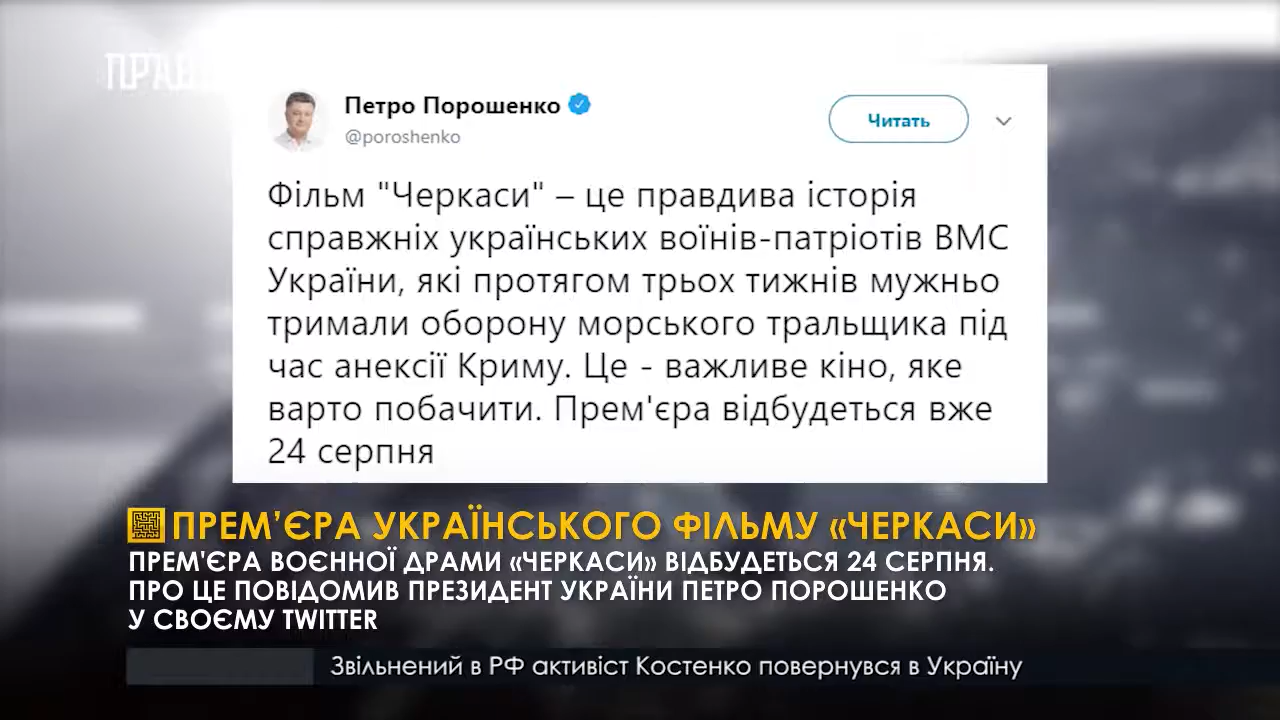 Петро Порошенко
@poroshenko
Читать
Фільм "Черкаси" – це правдива історія
справжніх українських воїнів-патріотів ВМС
України, які протягом трьох тижнів мужньо
тримали оборону морського тральщика під
час анексії Криму. Це - важливе кіно, яке
варто побачити. Прем'єра відбудеться вже
24 серпня
ПРЕМ’ЄРА УКРАЇНСЬКОГО ФІЛЬМУ «ЧЕРКАСИ»
ПРЕМ'ЄРА ВОЄННОЇ ДРАМИ «ЧЕРКАСИ» ВІДБУДЕТЬСЯ 24 СЕРПНЯ.
ПРО ЦЕ ПОВІДОМИВ ПРЕЗИДЕНТ УКРАЇНИ ПЕТРО ПОРОШЕНКО
У СВОЄМУ TWITTER
Звільнений в РФ активіст Костенко повернувся в Україну